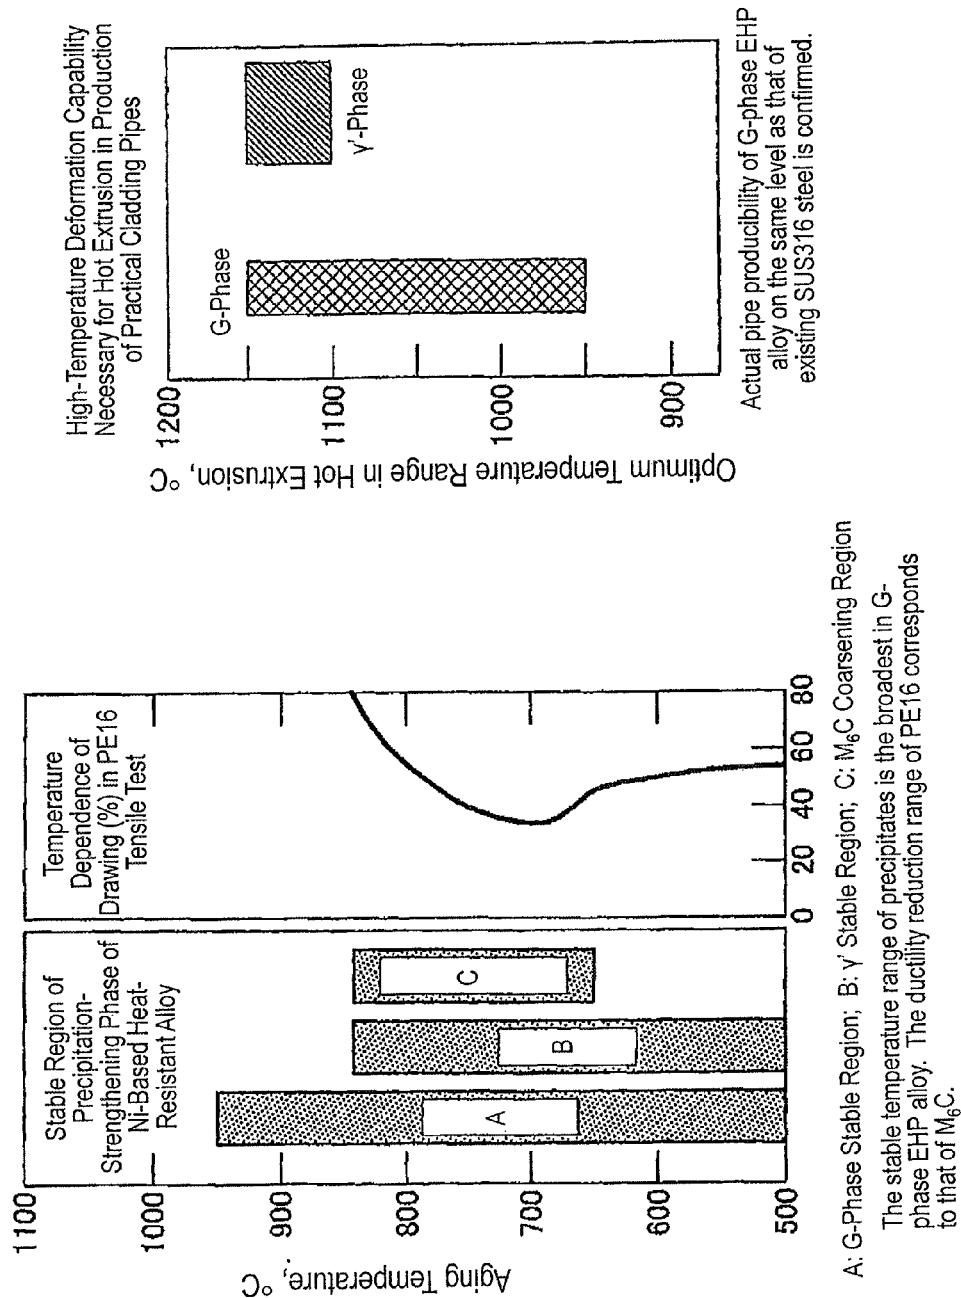 Stable Region of
Precipitation-
Strengthening Phase of
Ni-Based Heat-
Resistant Alloy
Temperature
Dependence of
Drawing (%) in PE16
Tensile Test
Aging Temperature, °C
1100
1000
900
800
700
600
500
A
B
C
0
20
40
60
80
A: G-Phase Stable Region; B: γ' Stable Region; C: M₆C Coarsening Region
The stable temperature range of precipitates is the broadest in G-
phase EHP alloy. The ductility reduction range of PE16 corresponds
to that of M₆C.
High-Temperature Deformation Capability
Necessary for Hot Extrusion in Production
of Practical Cladding Pipes
Optimum Temperature Range in Hot Extrusion, °C
1200
1100
1000
900
G-Phase
γ'-Phase
Actual pipe producibility of G-phase EHP
alloy on the same level as that of
existing SUS316 steel is confirmed.